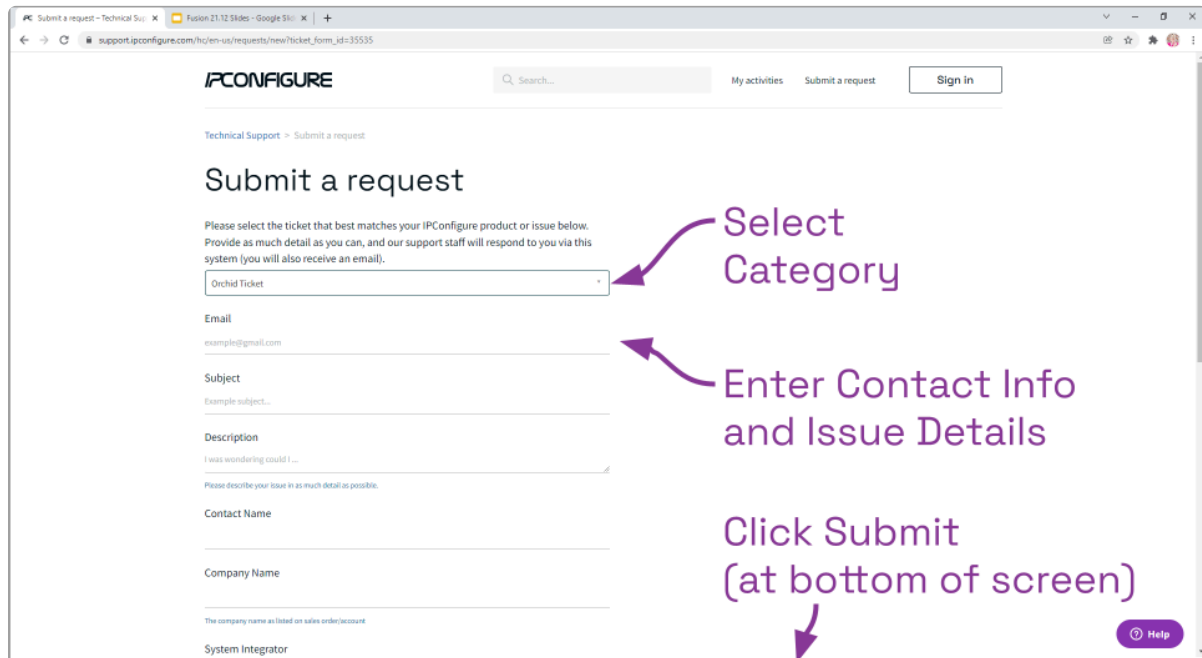 Submit a request – Technical Sup
Fusion 21.12 Slides - Google Slid
support.ipconfigure.com/hc/en-us/requests/new?ticket_form_id=35535
IPCONFIGURE
Search...
My activities
Submit a request
Sign in
Technical Support > Submit a request
Submit a request
Please select the ticket that best matches your IPConfigure product or issue below.
Provide as much detail as you can, and our support staff will respond to you via this
system (you will also receive an email).
Orchid Ticket
Select
Category
Email
example@gmail.com
Enter Contact Info
and Issue Details
Subject
Example subject...
Description
I was wondering could I ...
Please describe your issue in as much detail as possible.
Contact Name
Click Submit
(at bottom of screen)
Company Name
The company name as listed on sales order/account
System Integrator
Help